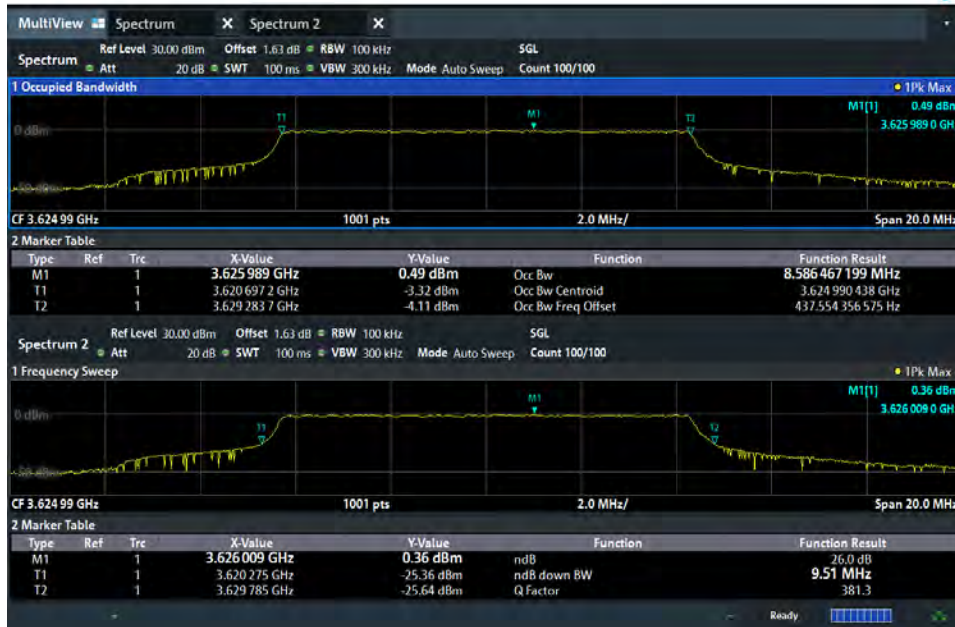 MultiView Spectrum X Spectrum 2 X
Spectrum Ref Level 30.00 dBm Offset 1.63 dB RBW 100 kHz SGL
Att 20 dB SWT 100 ms VBW 300 kHz Mode Auto Sweep Count 100/100
1 Occupied Bandwidth 1Pk Max
M1[1] 0.49 dBm
3.625 989 0 GH
T1 M1 T2
0 dBm
-50 dBm
CF 3.624 99 GHz 1001 pts 2.0 MHz/ Span 20.0 MHz
2 Marker Table
Type Ref Trc X-Value Y-Value Function Function Result
M1 1 3.625 989 GHz 0.49 dBm Occ Bw 8.586 467 199 MHz
T1 1 3.620 697 2 GHz -3.32 dBm Occ Bw Centroid 3.624 990 438 GHz
T2 1 3.629 283 7 GHz -4.11 dBm Occ Bw Freq Offset 437.554 356 575 Hz
Spectrum 2 Ref Level 30.00 dBm Offset 1.63 dB RBW 100 kHz SGL
Att 20 dB SWT 100 ms VBW 300 kHz Mode Auto Sweep Count 100/100
1 Frequency Sweep 1Pk Max
M1[1] 0.36 dBm
3.626 009 0 GH
M1
0 dBm
T1 T2
-50 dBm
CF 3.624 99 GHz 1001 pts 2.0 MHz/ Span 20.0 MHz
2 Marker Table
Type Ref Trc X-Value Y-Value Function Function Result
M1 1 3.626 009 GHz 0.36 dBm ndB 26.0 dB
T1 1 3.620 275 GHz -25.36 dBm ndB down BW 9.51 MHz
T2 1 3.629 785 GHz -25.64 dBm Q Factor 381.3
Ready